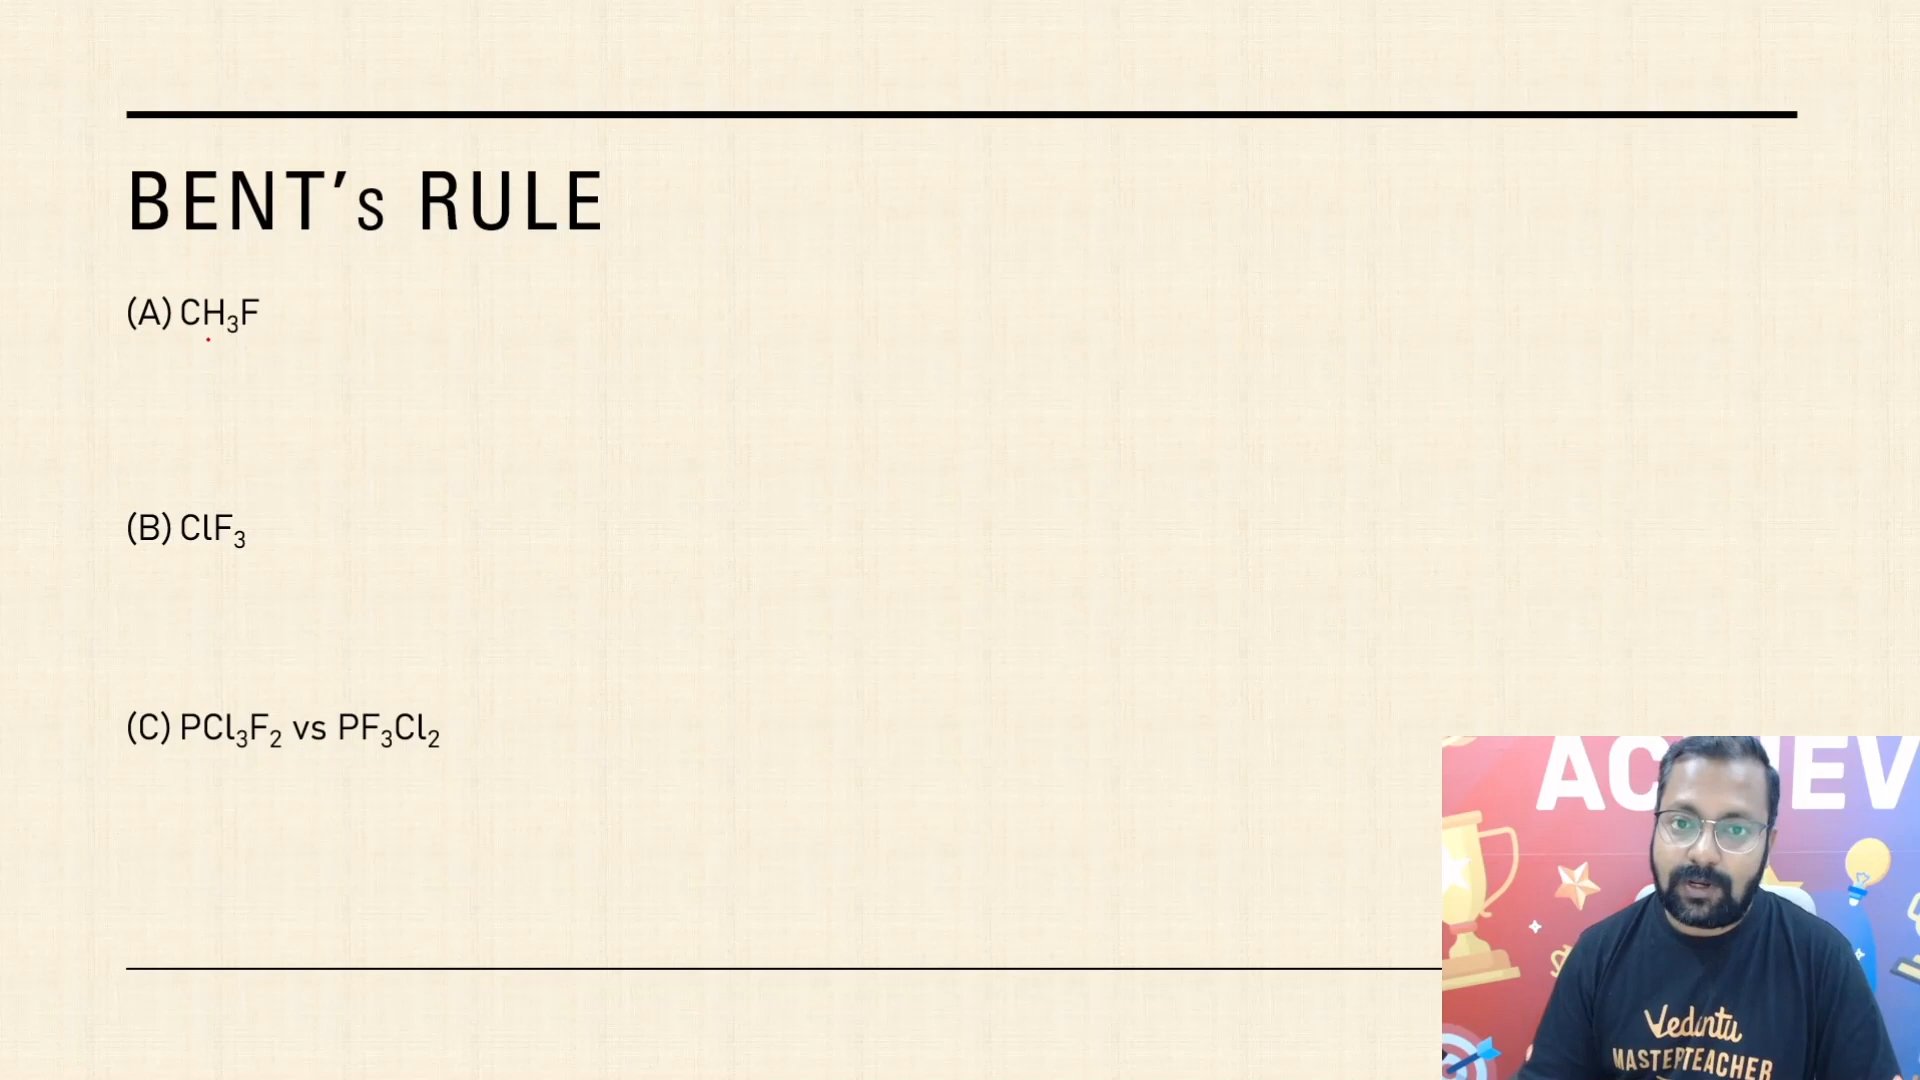 BENT’s RULE
(A) CH₃F
(B) ClF₃
(C) PCl₃F₂ vs PF₃Cl₂
Vedantu
MASTERTEACHER